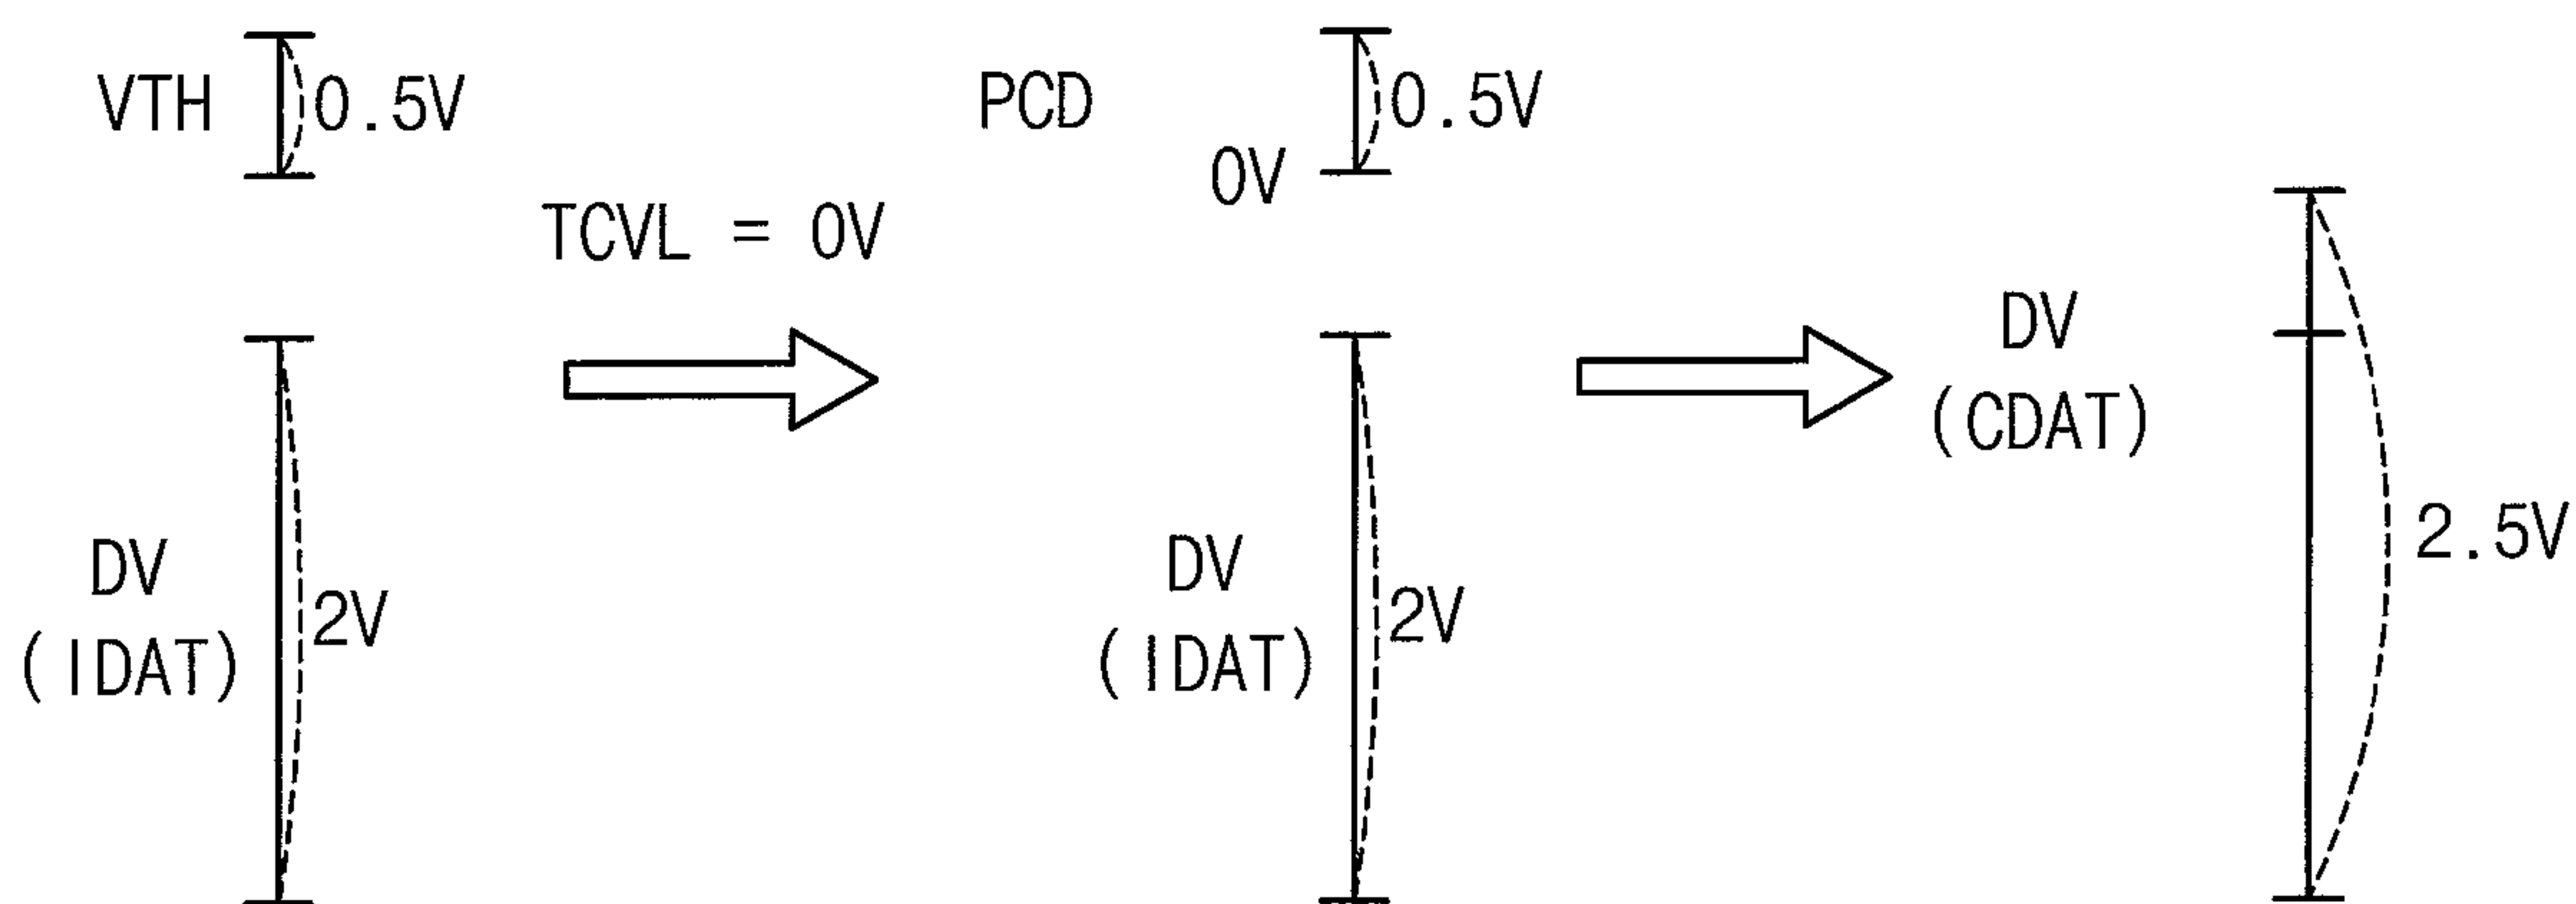 VTH 0.5V
DV
(IDAT)
2V
TCVL = 0V
PCD 0.5V
0V
DV
(IDAT)
2V
DV
(CDAT)
2.5V